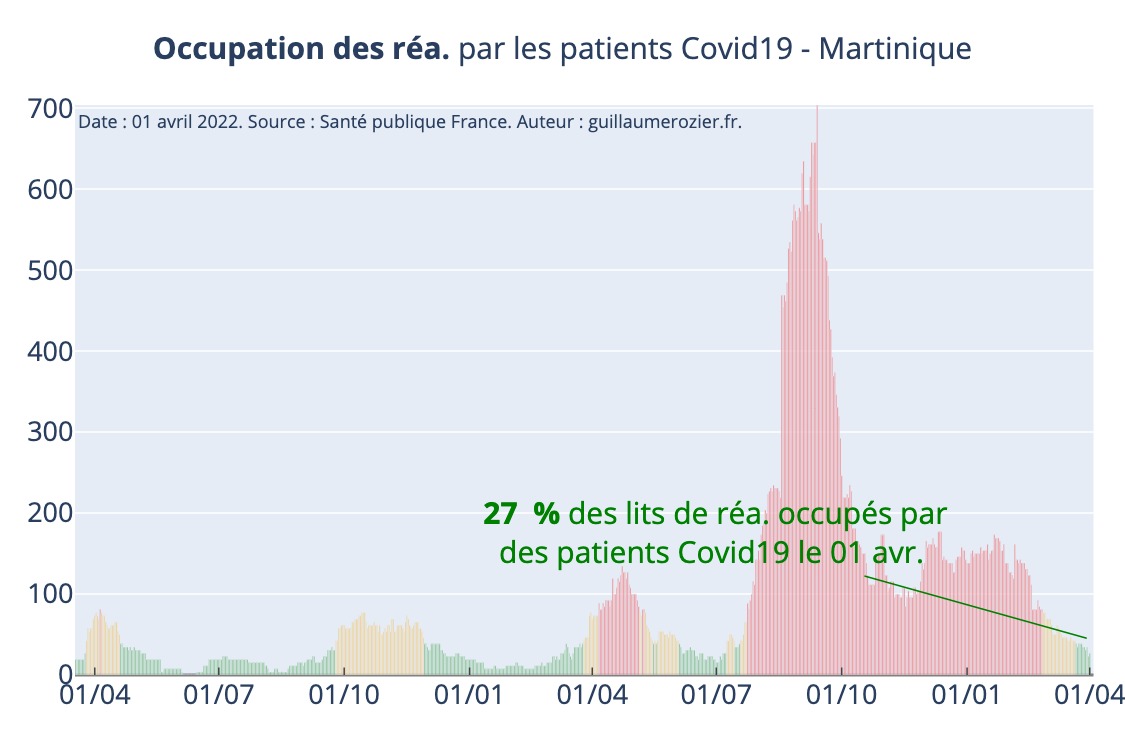 Occupation des réa. par les patients Covid19 - Martinique
700
Date : 01 avril 2022. Source : Santé publique France. Auteur : guillaumerozier.fr.
600
500
400
300
200
27 % des lits de réa. occupés par
des patients Covid19 le 01 avr.
100
0
01/04 01/07 01/10 01/01 01/04 01/07 01/10 01/01 01/04